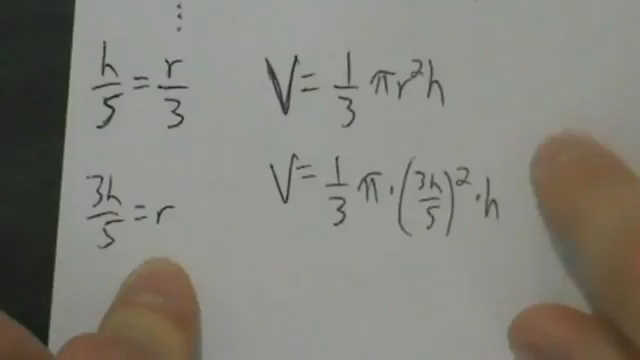 h/5 = r/3
V = 1/3 πr²h
3h/5 = r
V = 1/3 π · (3h/5)² · h